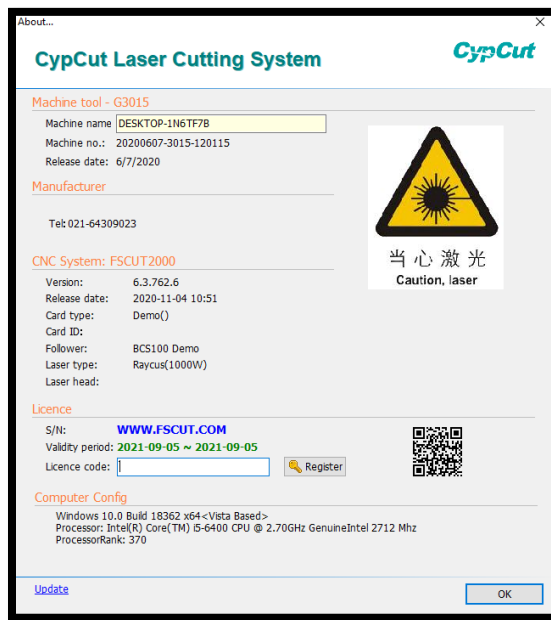 About...
CypCut Laser Cutting System
CypCut
Machine tool - G3015
Machine name DESKTOP-1N6TF7B
Machine no.: 20200607-3015-120115
Release date: 6/7/2020
Manufacturer
Tel: 021-64309023
当心激光
Caution, laser
CNC System: FSCUT2000
Version: 6.3.762.6
Release date: 2020-11-04 10:51
Card type: Demo()
Card ID:
Follower: BCS100 Demo
Laser type: Raycus(1000W)
Laser head:
Licence
S/N: WWW.FSCUT.COM
Validity period: 2021-09-05 ~ 2021-09-05
Licence code:
Register
Computer Config
Windows 10.0 Build 18362 x64<Vista Based>
Processor: Intel(R) Core(TM) i5-6400 CPU @ 2.70GHz GenuineIntel 2712 Mhz
ProcessorRank: 370
Update
OK